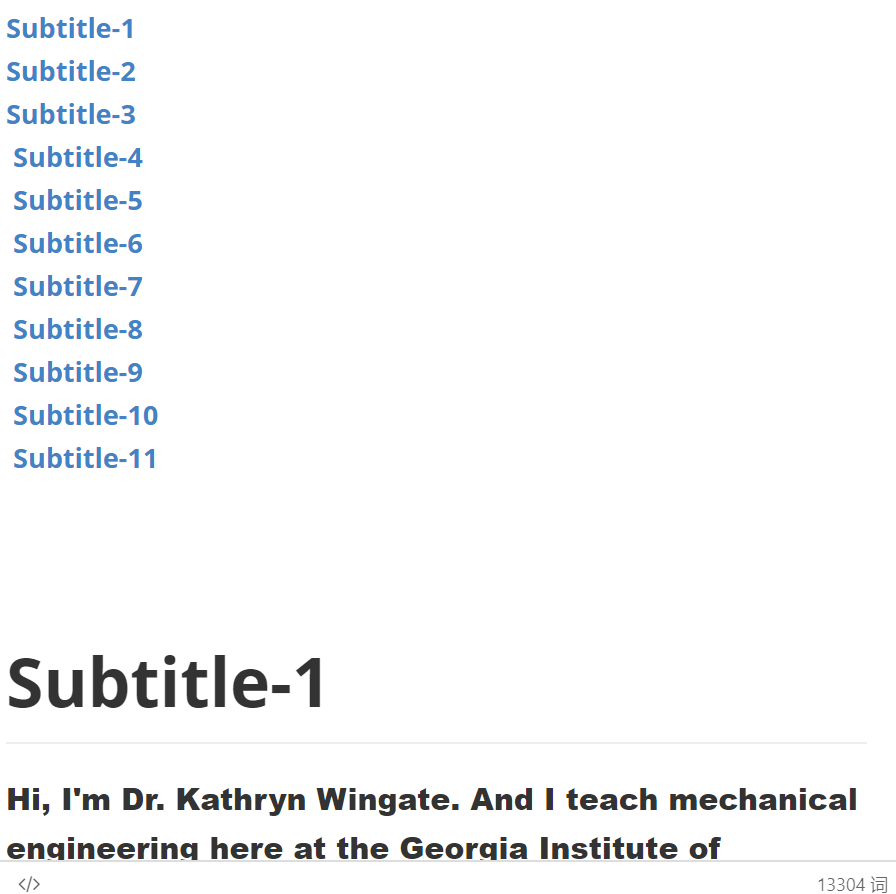 Subtitle-1
Subtitle-2
Subtitle-3
Subtitle-4
Subtitle-5
Subtitle-6
Subtitle-7
Subtitle-8
Subtitle-9
Subtitle-10
Subtitle-11
Subtitle-1
Hi, I'm Dr. Kathryn Wingate. And I teach mechanical
engineering here at the Georgia Institute of
</> 13304 词